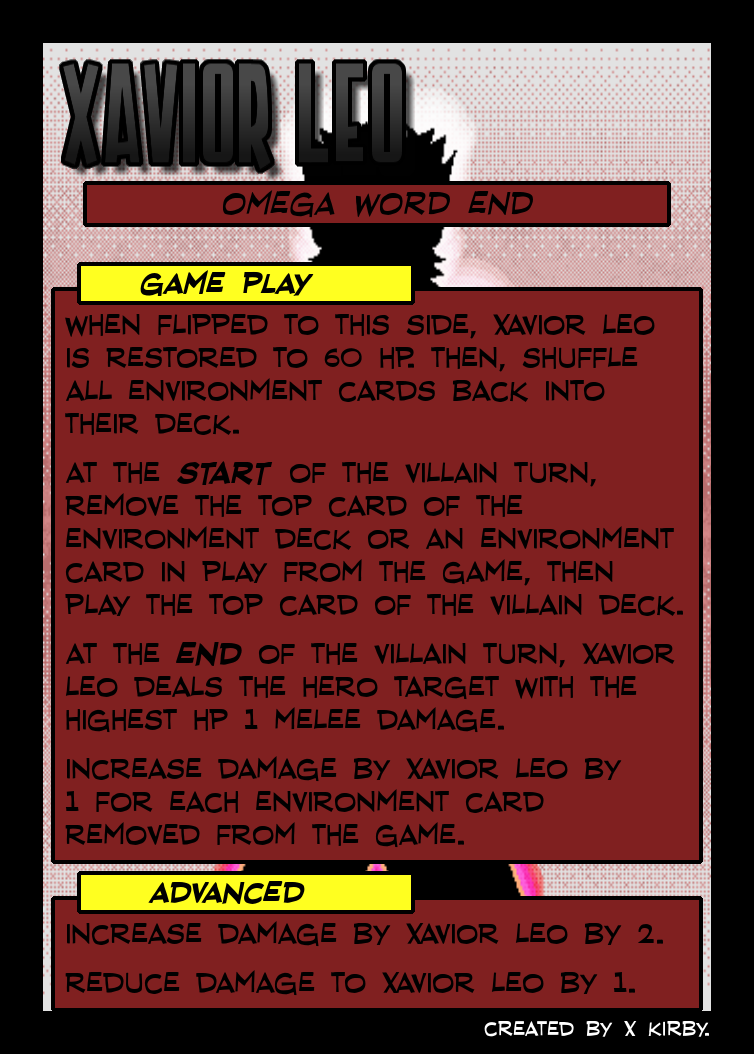 XAVIOR LEO
OMEGA WORD END
GAME PLAY
WHEN FLIPPED TO THIS SIDE, XAVIOR LEO
IS RESTORED TO 60 HP. THEN, SHUFFLE
ALL ENVIRONMENT CARDS BACK INTO
THEIR DECK.
AT THE START OF THE VILLAIN TURN,
REMOVE THE TOP CARD OF THE
ENVIRONMENT DECK OR AN ENVIRONMENT
CARD IN PLAY FROM THE GAME, THEN
PLAY THE TOP CARD OF THE VILLAIN DECK.
AT THE END OF THE VILLAIN TURN, XAVIOR
LEO DEALS THE HERO TARGET WITH THE
HIGHEST HP 1 MELEE DAMAGE.
INCREASE DAMAGE BY XAVIOR LEO BY
1 FOR EACH ENVIRONMENT CARD
REMOVED FROM THE GAME.
ADVANCED
INCREASE DAMAGE BY XAVIOR LEO BY 2.
REDUCE DAMAGE TO XAVIOR LEO BY 1.
CREATED BY X KIRBY.